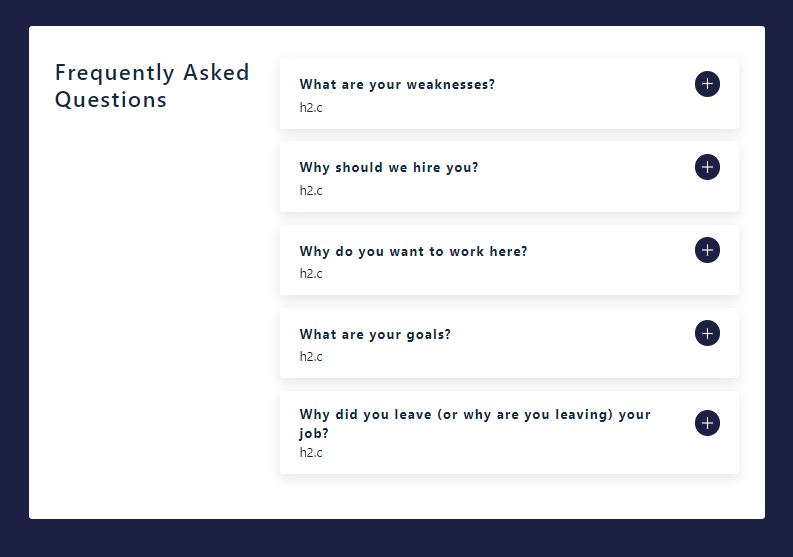 Frequently Asked
Questions
What are your weaknesses?
h2.c
Why should we hire you?
h2.c
Why do you want to work here?
h2.c
What are your goals?
h2.c
Why did you leave (or why are you leaving) your
job?
h2.c